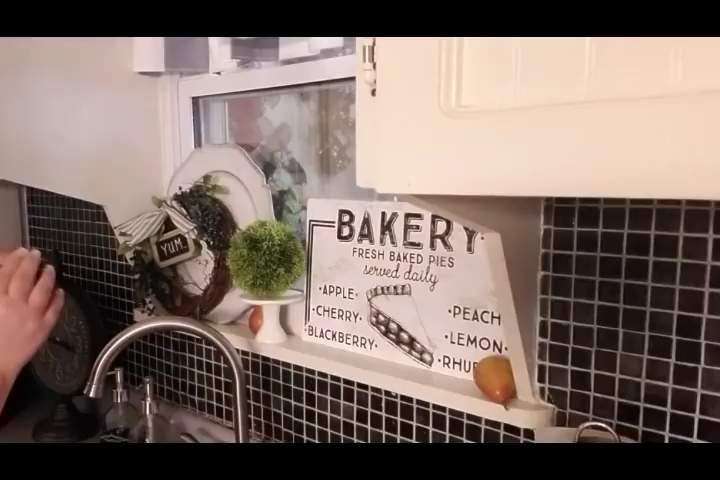 YUM.
BAKERY
FRESH BAKED PIES
served daily
•APPLE•
•CHERRY•
•BLACKBERRY•
•PEACH•
•LEMON•